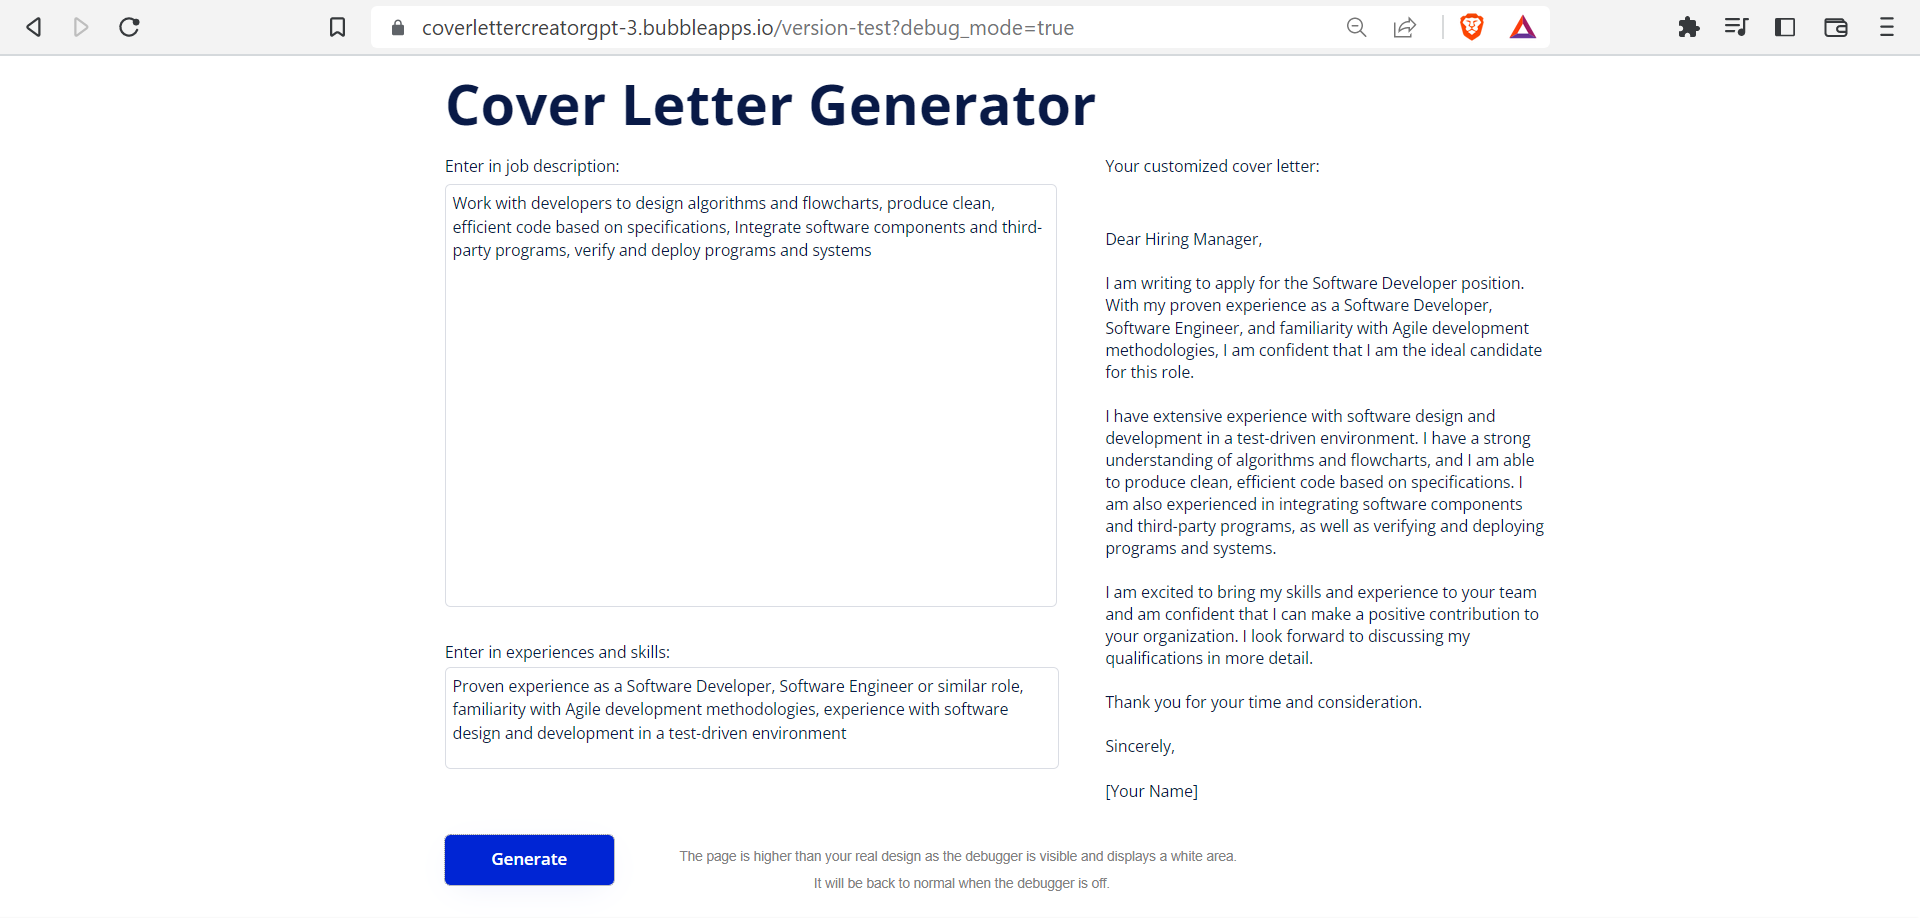 coverlettercreatorgpt-3.bubbleapps.io/version-test?debug_mode=true
Cover Letter Generator
Enter in job description:
Work with developers to design algorithms and flowcharts, produce clean,
efficient code based on specifications, Integrate software components and third-
party programs, verify and deploy programs and systems
Enter in experiences and skills:
Proven experience as a Software Developer, Software Engineer or similar role,
familiarity with Agile development methodologies, experience with software
design and development in a test-driven environment
Generate
Your customized cover letter:
Dear Hiring Manager,
I am writing to apply for the Software Developer position.
With my proven experience as a Software Developer,
Software Engineer, and familiarity with Agile development
methodologies, I am confident that I am the ideal candidate
for this role.
I have extensive experience with software design and
development in a test-driven environment. I have a strong
understanding of algorithms and flowcharts, and I am able
to produce clean, efficient code based on specifications. I
am also experienced in integrating software components
and third-party programs, as well as verifying and deploying
programs and systems.
I am excited to bring my skills and experience to your team
and am confident that I can make a positive contribution to
your organization. I look forward to discussing my
qualifications in more detail.
Thank you for your time and consideration.
Sincerely,
[Your Name]
The page is higher than your real design as the debugger is visible and displays a white area.
It will be back to normal when the debugger is off.